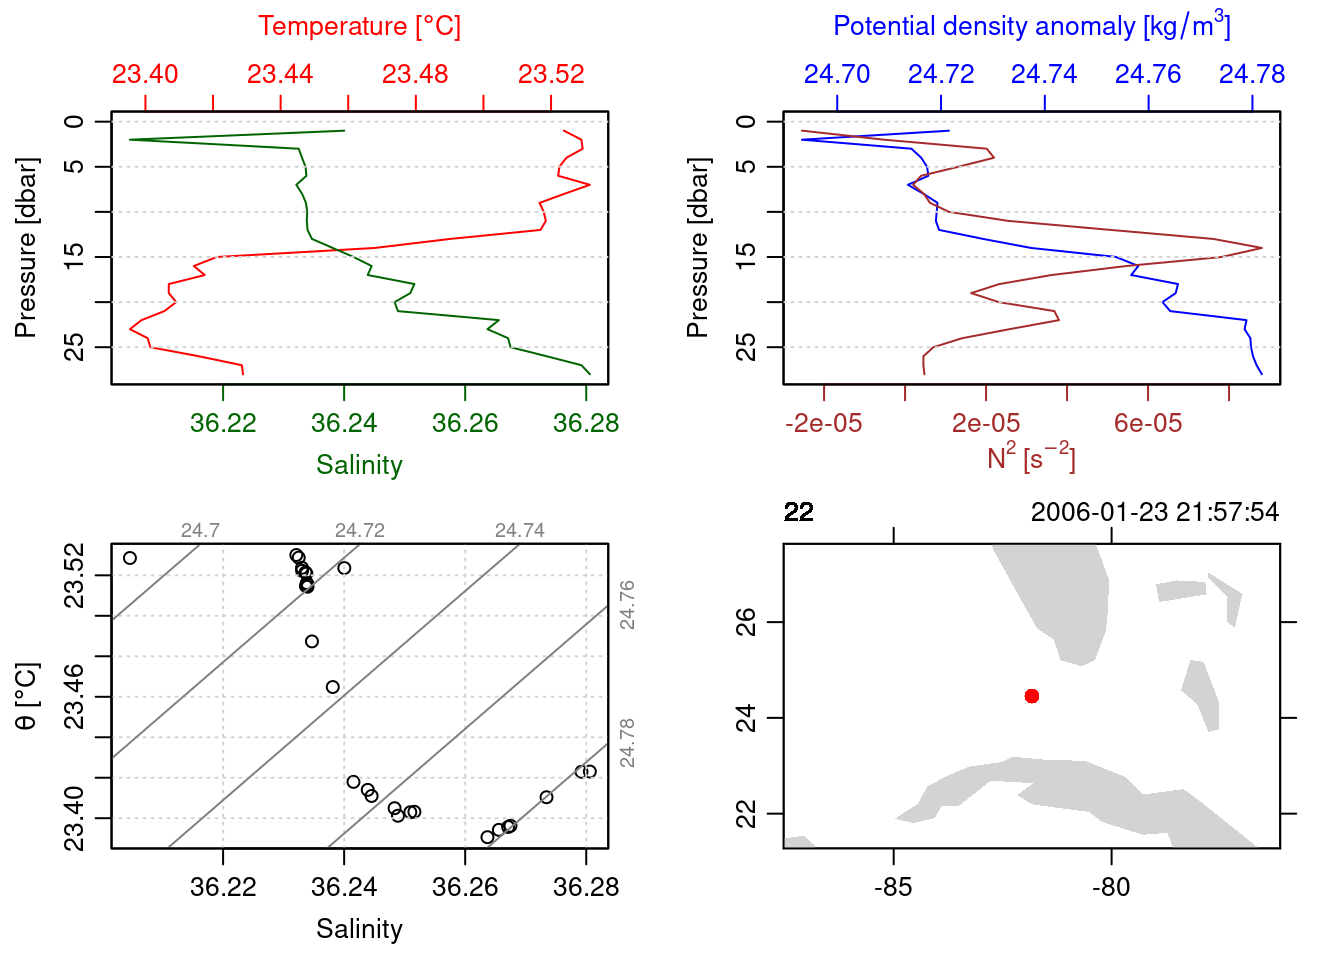 Temperature [°C]
23.40 23.44 23.48 23.52
0
5
15
25
Pressure [dbar]
36.22 36.24 36.26 36.28
Salinity
Potential density anomaly [kg/m³]
24.70 24.72 24.74 24.76 24.78
0
5
15
25
Pressure [dbar]
-2e-05 2e-05 6e-05
N² [s⁻²]
24.7 24.72 24.74
24.76
24.78
23.52
23.46
23.40
θ [°C]
36.22 36.24 36.26 36.28
Salinity
22 2006-01-23 21:57:54
26
24
22
-85 -80